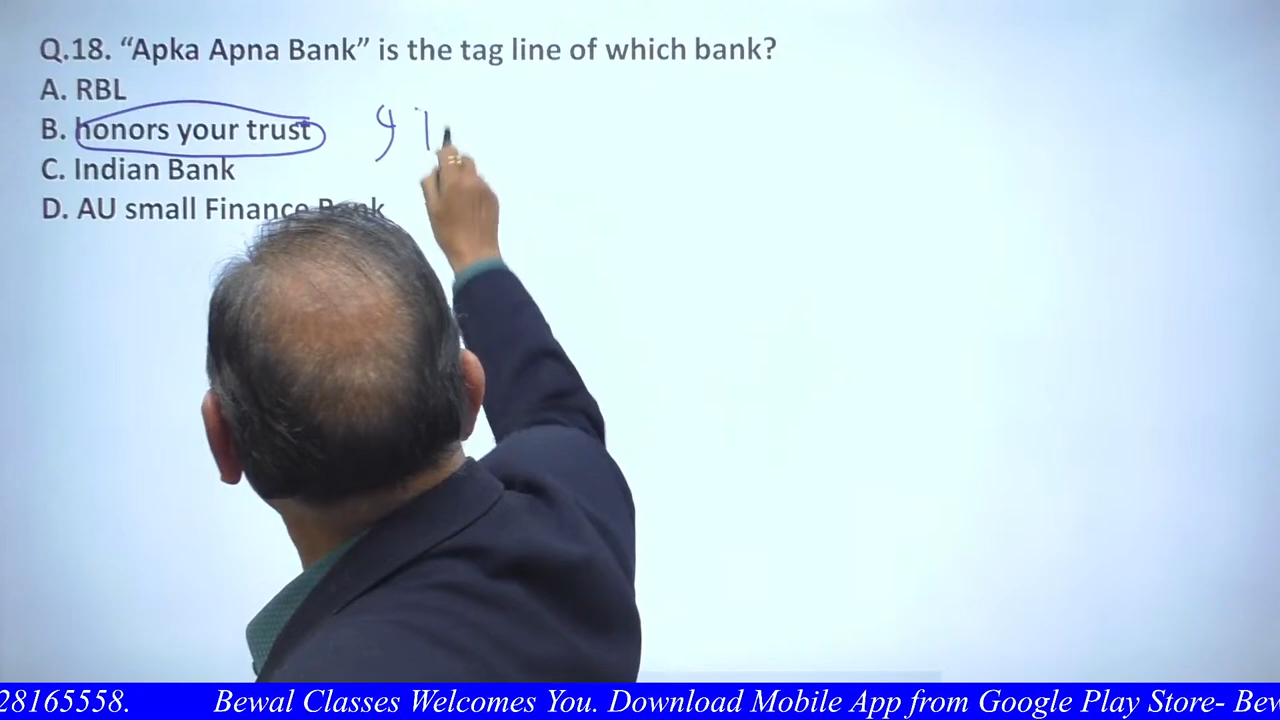 Q.18. “Apka Apna Bank” is the tag line of which bank?
A. RBL
B. honors your trust
C. Indian Bank
D. AU small Finance Bank
28165558. Bewal Classes Welcomes You. Download Mobile App from Google Play Store- Bew